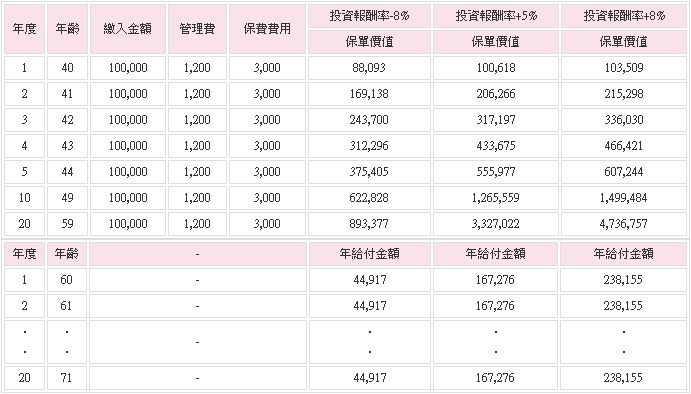 年度 年齡 繳入金額 管理費 保費費用 投資報酬率-8% 投資報酬率+5% 投資報酬率+8%
保單價值 保單價值 保單價值
1 40 100,000 1,200 3,000 88,093 100,618 103,509
2 41 100,000 1,200 3,000 169,138 206,266 215,298
3 42 100,000 1,200 3,000 243,700 317,197 336,030
4 43 100,000 1,200 3,000 312,296 433,675 466,421
5 44 100,000 1,200 3,000 375,405 555,977 607,244
10 49 100,000 1,200 3,000 622,828 1,265,559 1,499,484
20 59 100,000 1,200 3,000 893,377 3,327,022 4,736,757
年度 年齡 - 年給付金額 年給付金額 年給付金額
1 60 - 44,917 167,276 238,155
2 61 - 44,917 167,276 238,155
· · · · ·
-
· · · · ·
20 71 - 44,917 167,276 238,155